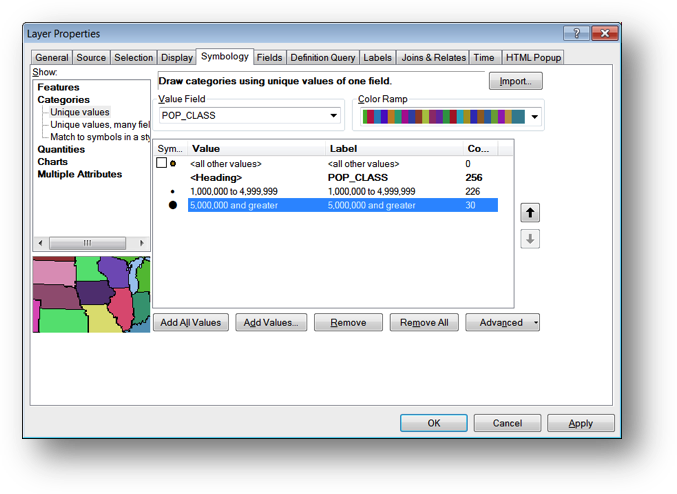 Layer Properties
General Source Selection Display Symbology Fields Definition Query Labels Joins & Relates Time HTML Popup
Show:
Features
Categories
Unique values
Unique values, many fiel
Match to symbols in a sty
Quantities
Charts
Multiple Attributes
Draw categories using unique values of one field.
Import...
Value Field
POP_CLASS
Color Ramp
Sym... Value Label Co...
<all other values> <all other values> 0
<Heading> POP_CLASS 256
1,000,000 to 4,999,999 1,000,000 to 4,999,999 226
5,000,000 and greater 5,000,000 and greater 30
Add All Values Add Values... Remove Remove All Advanced
OK Cancel Apply